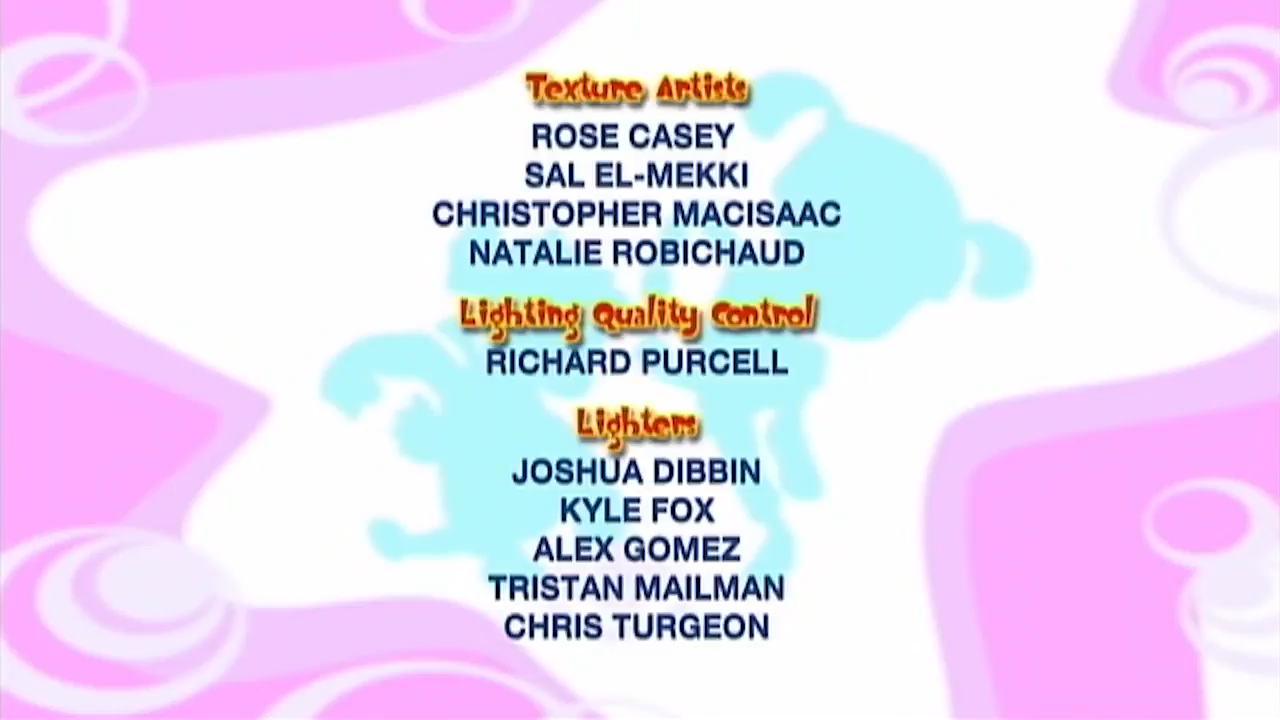 Texture Artists
ROSE CASEY
SAL EL-MEKKI
CHRISTOPHER MACISAAC
NATALIE ROBICHAUD
Lighting Quality Control
RICHARD PURCELL
Lighters
JOSHUA DIBBIN
KYLE FOX
ALEX GOMEZ
TRISTAN MAILMAN
CHRIS TURGEON